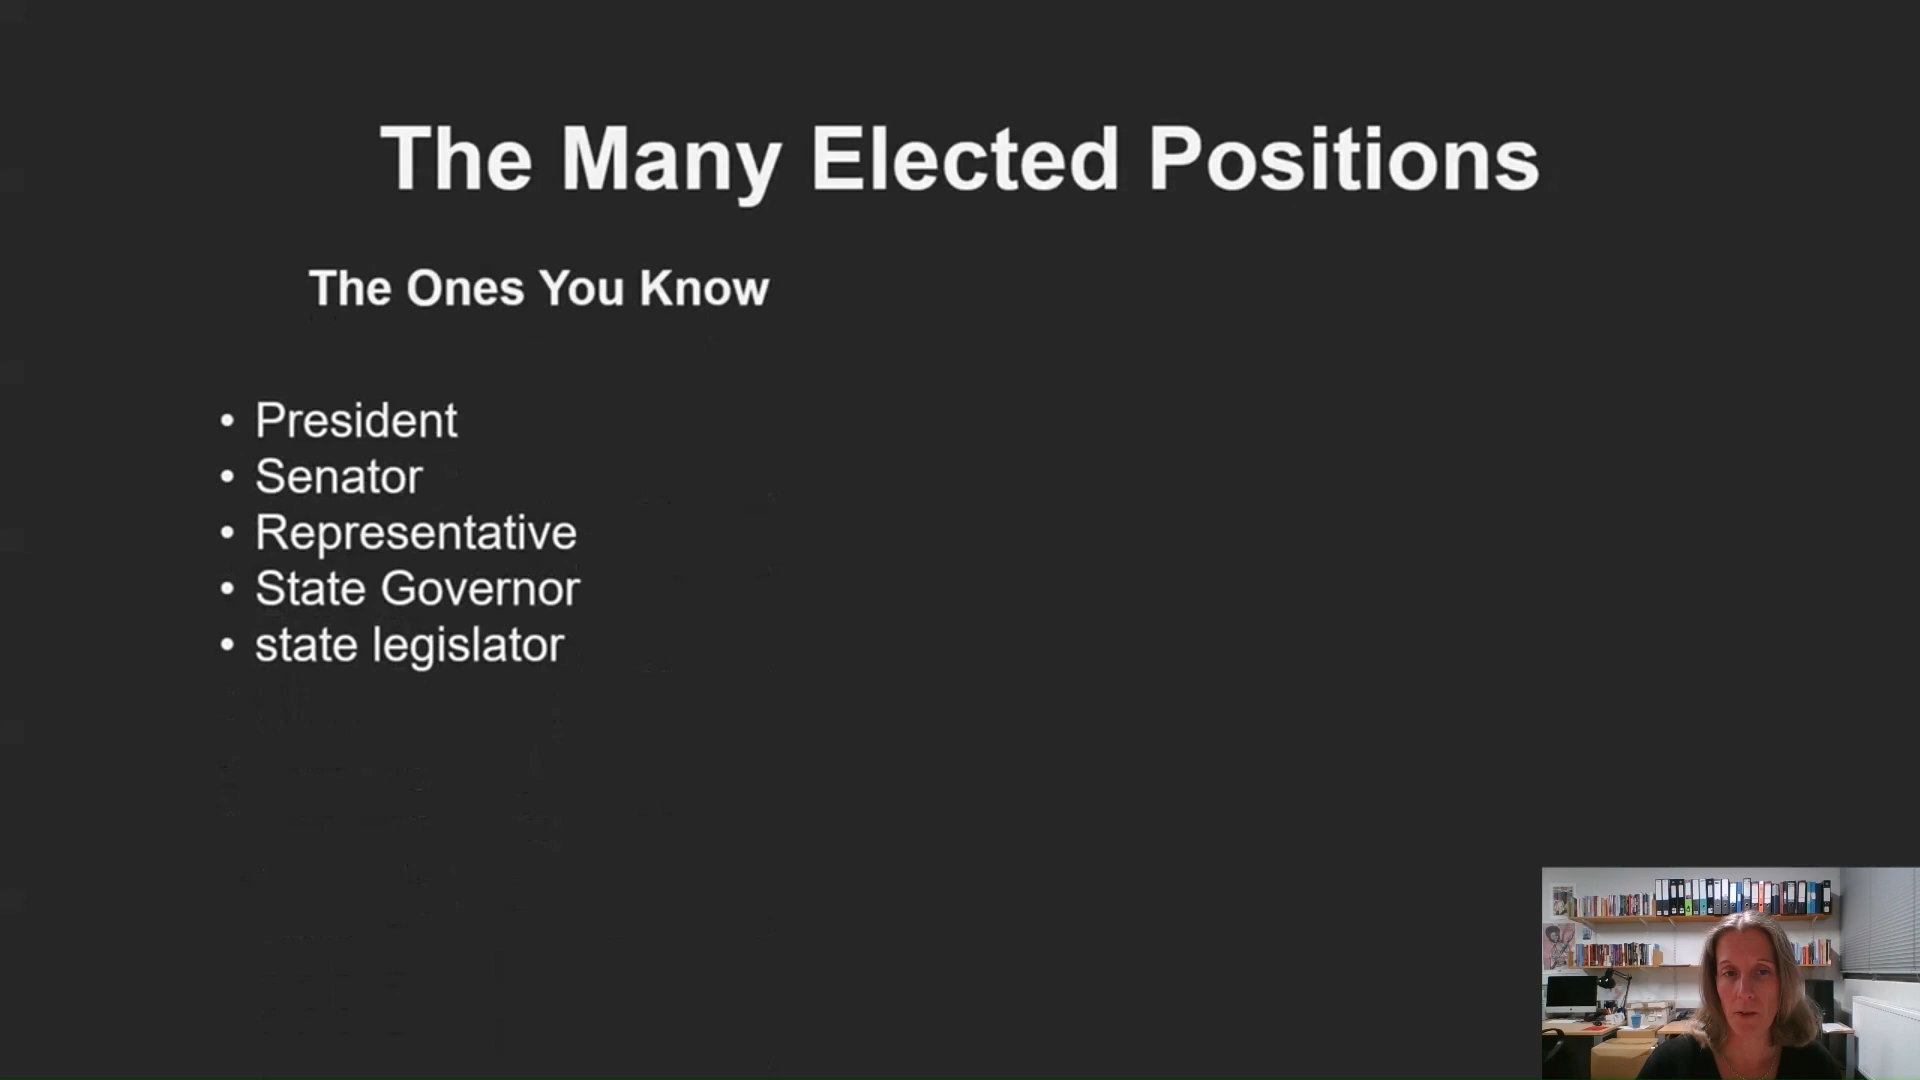 The Many Elected Positions
The Ones You Know
• President
• Senator
• Representative
• State Governor
• state legislator